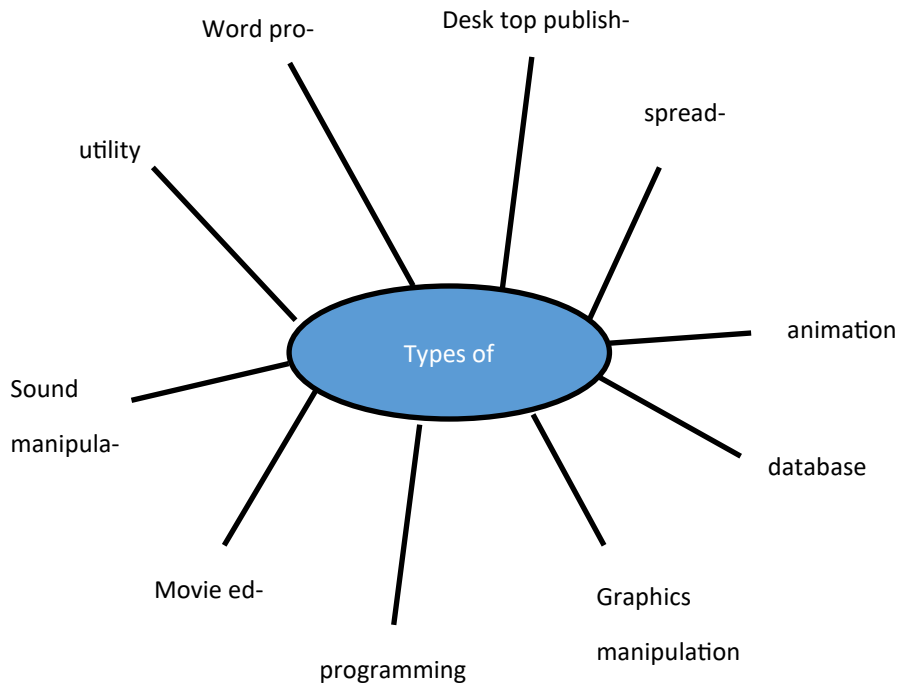 Desk top publish-
Word pro-
spread-
utility
animation
Types of
Sound
manipula-
database
Movie ed-
Graphics
manipulation
programming